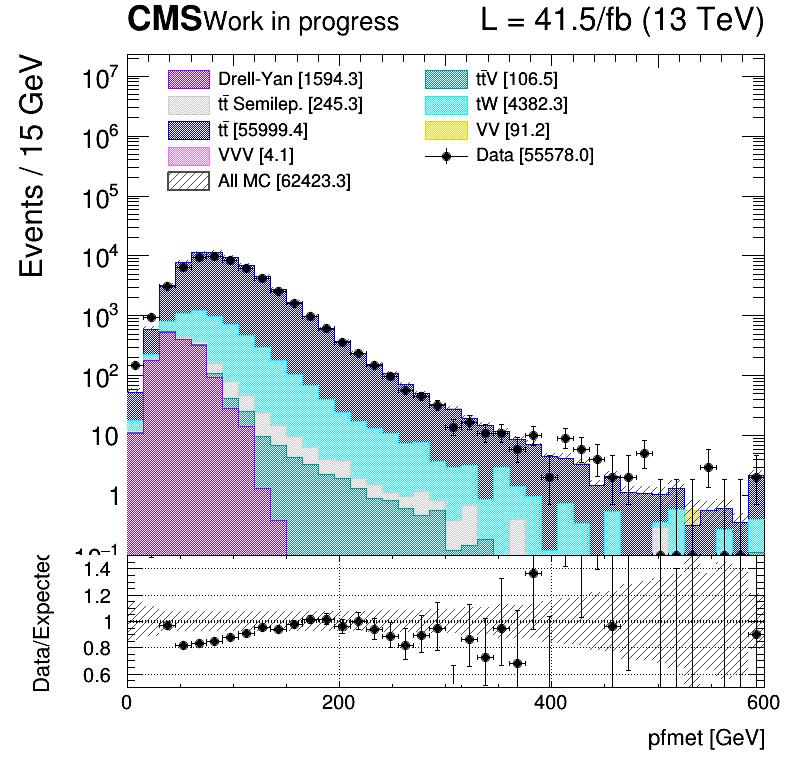 CMS Work in progress L = 41.5/fb (13 TeV)
Events / 15 GeV
Drell-Yan [1594.3]
tt̄ Semilep. [245.3]
tt̄ [55999.4]
VVV [4.1]
All MC [62423.3]
tt̄V [106.5]
tW [4382.3]
VV [91.2]
Data [55578.0]
10⁷
10⁶
10⁵
10⁴
10³
10²
10
1
10⁻¹
Data/Expected
1.4
1.2
1
0.8
0.6
0 200 400 600
pfmet [GeV]